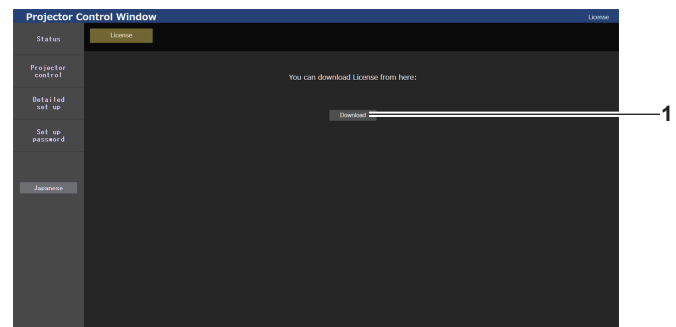 Projector Control Window
License
Status
License
Projector
control
You can download License from here:
Detailed
set up
Download
1
Set up
password
Japanese